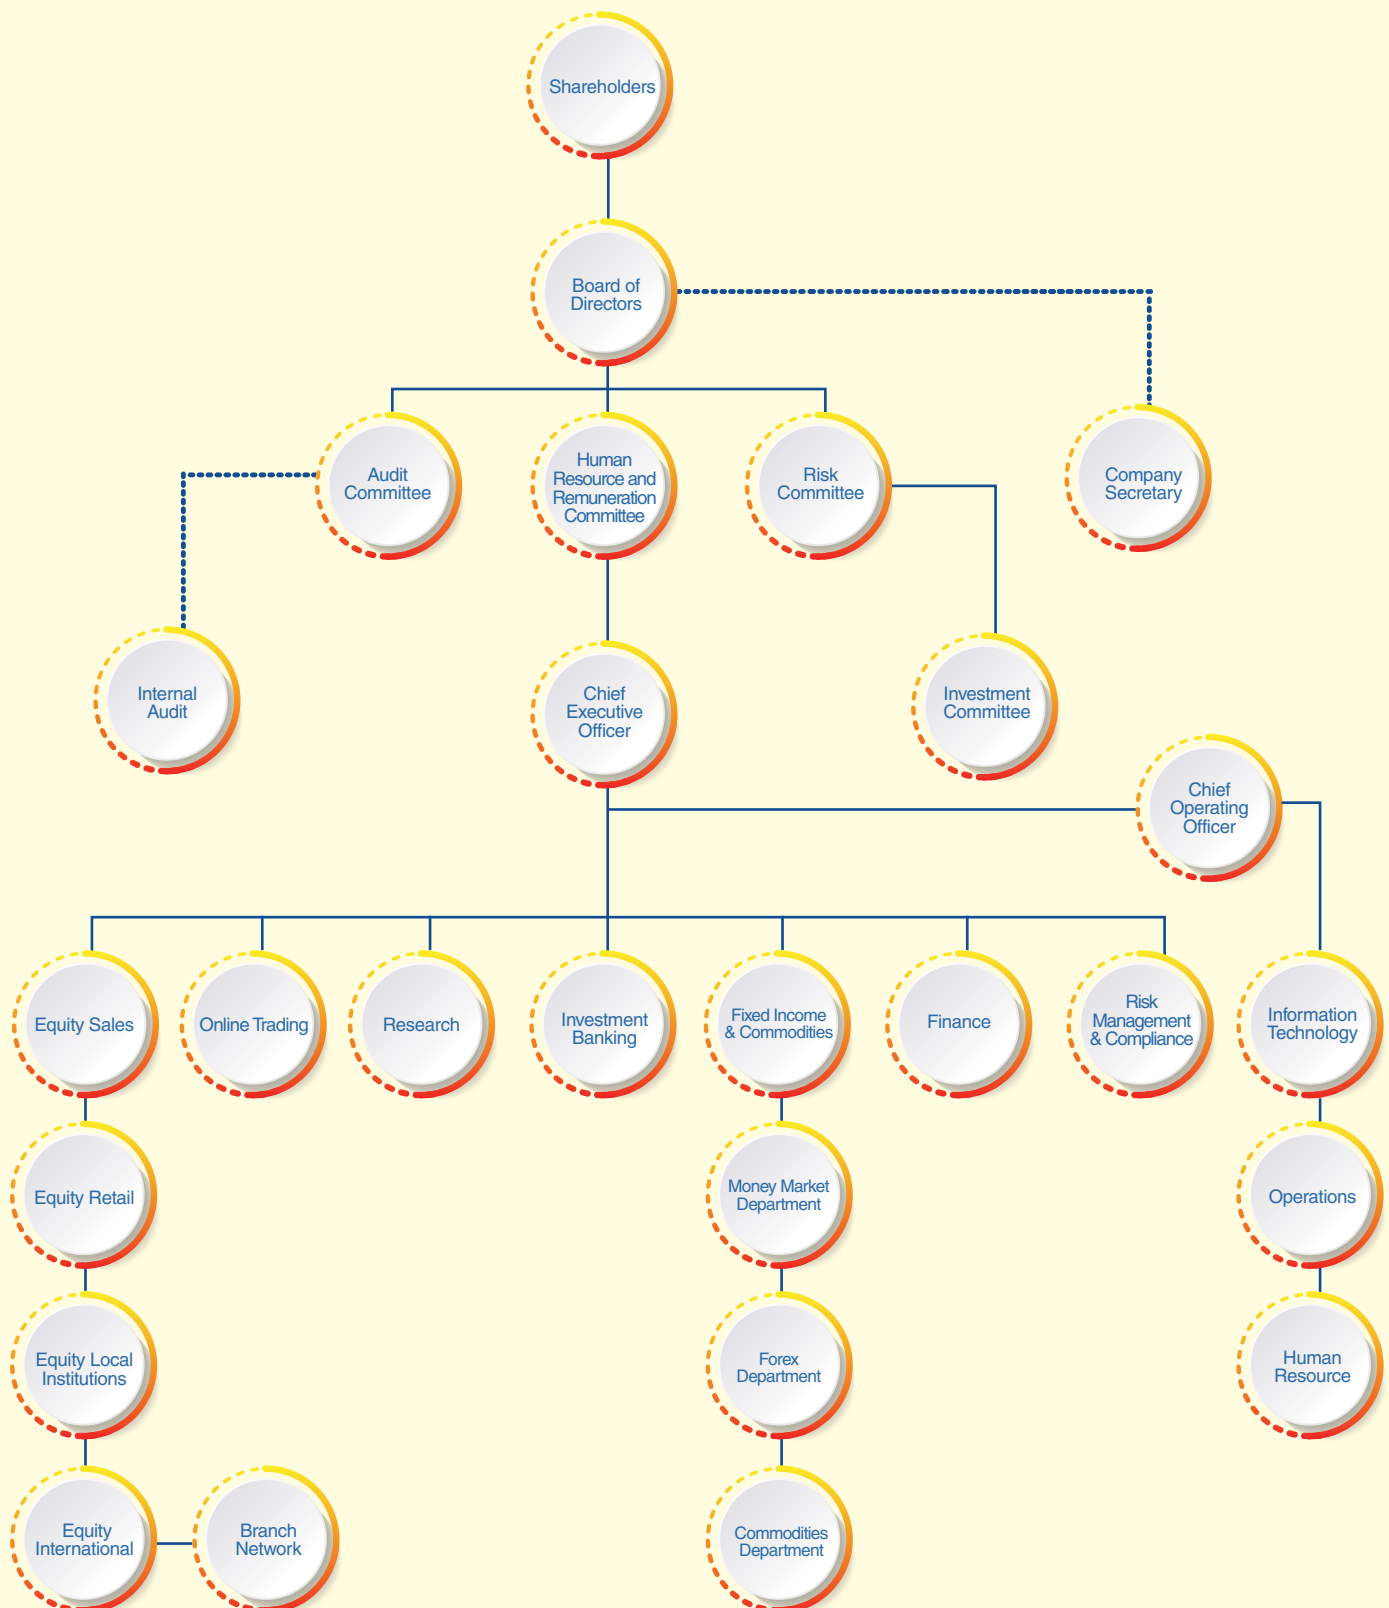 Shareholders
Board of
Directors
Audit
Committee
Human
Resource and
Remuneration
Committee
Risk
Committee
Company
Secretary
Internal
Audit
Chief
Executive
Officer
Investment
Committee
Chief
Operating
Officer
Equity Sales
Online Trading
Research
Investment
Banking
Fixed Income
& Commodities
Finance
Risk
Management
& Compliance
Information
Technology
Equity Retail
Money Market
Department
Operations
Equity Local
Institutions
Forex
Department
Human
Resource
Equity
International
Branch
Network
Commodities
Department